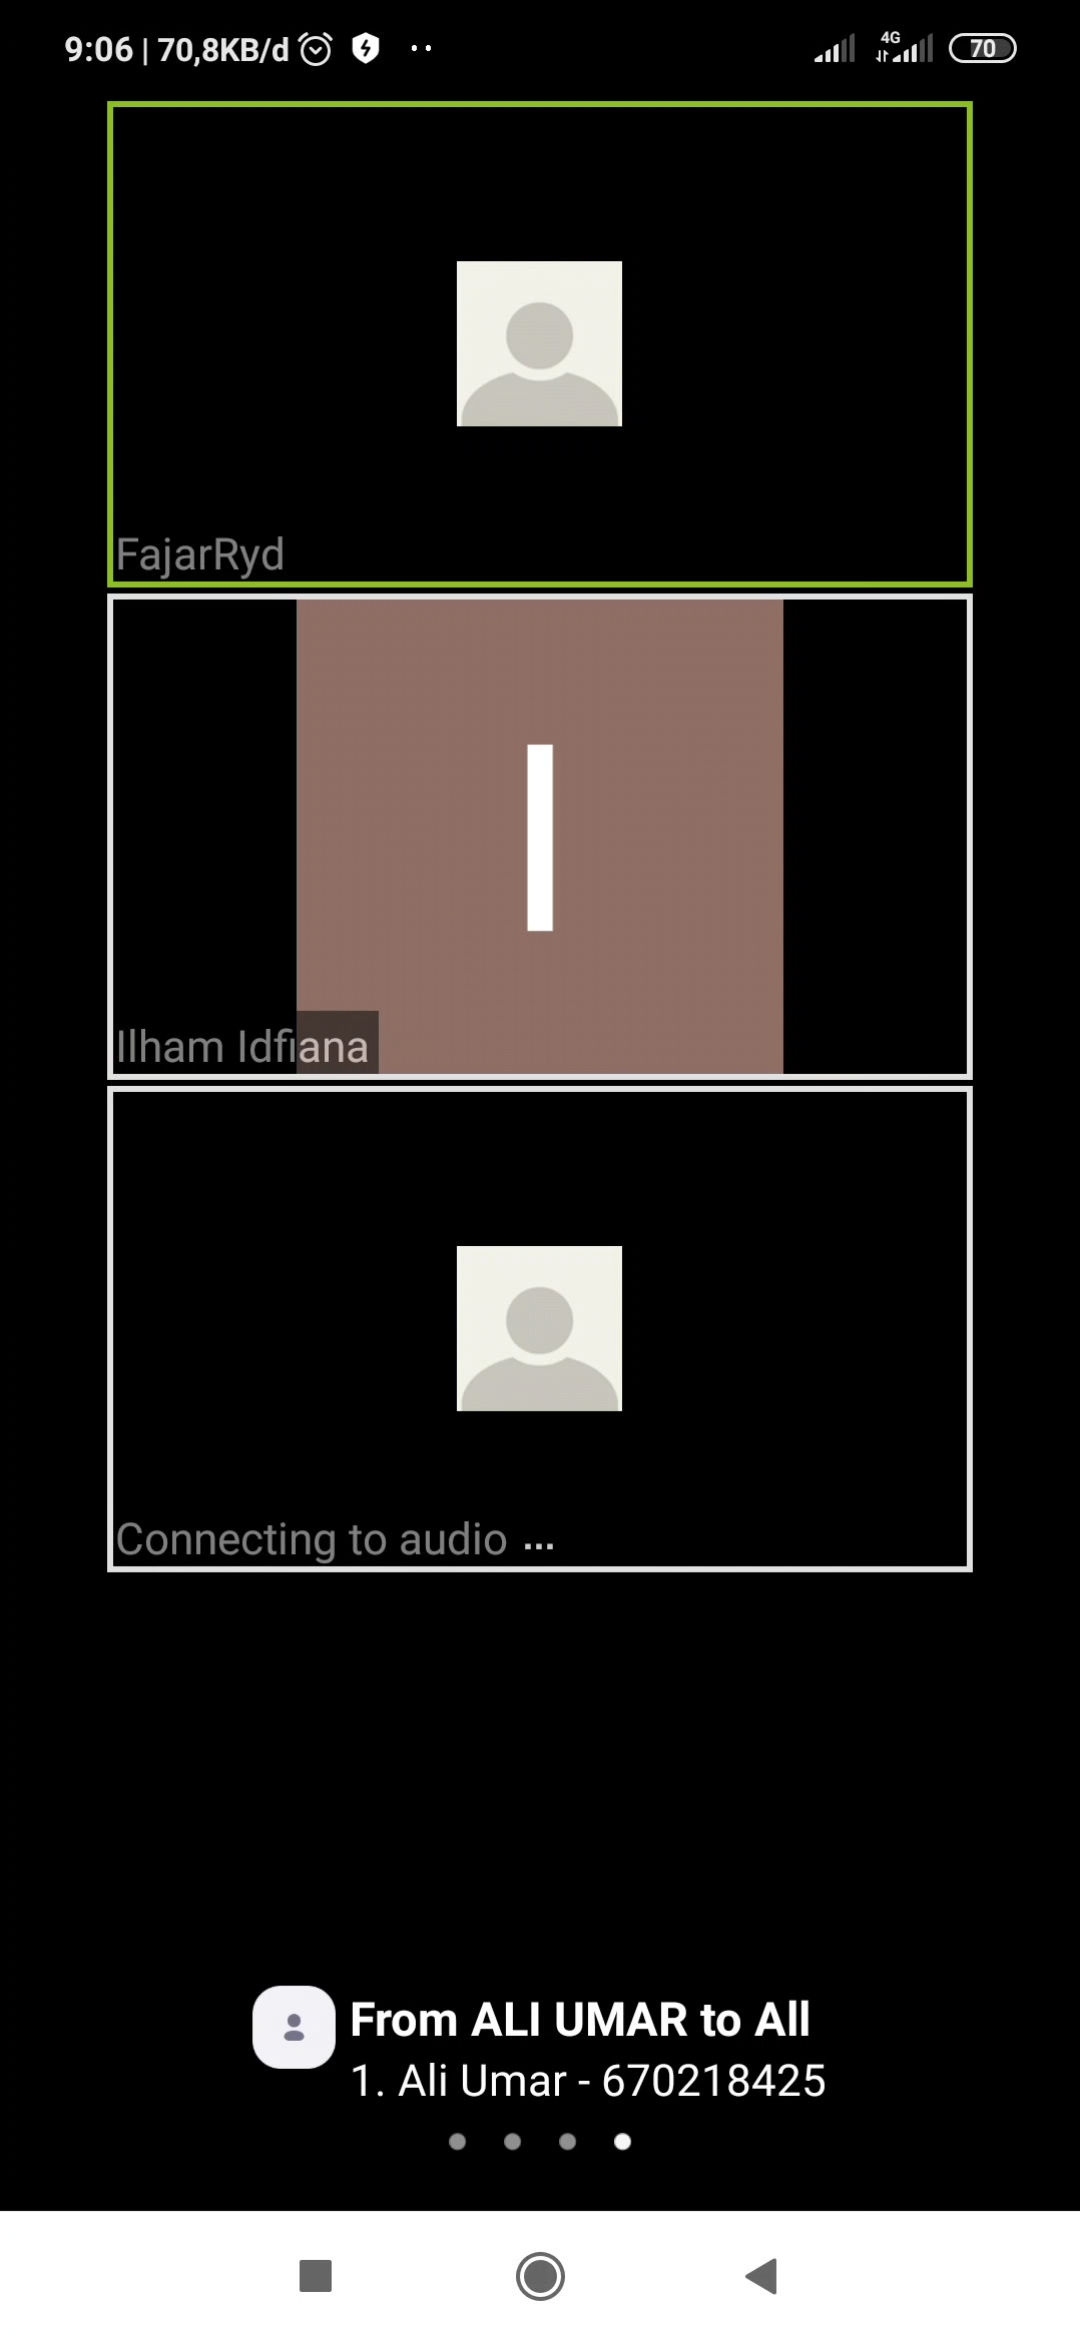 9:06 | 70,8KB/d
4G
70
FajarRyd
I
Ilham Idfiana
Connecting to audio ...
From ALI UMAR to All
1. Ali Umar - 670218425